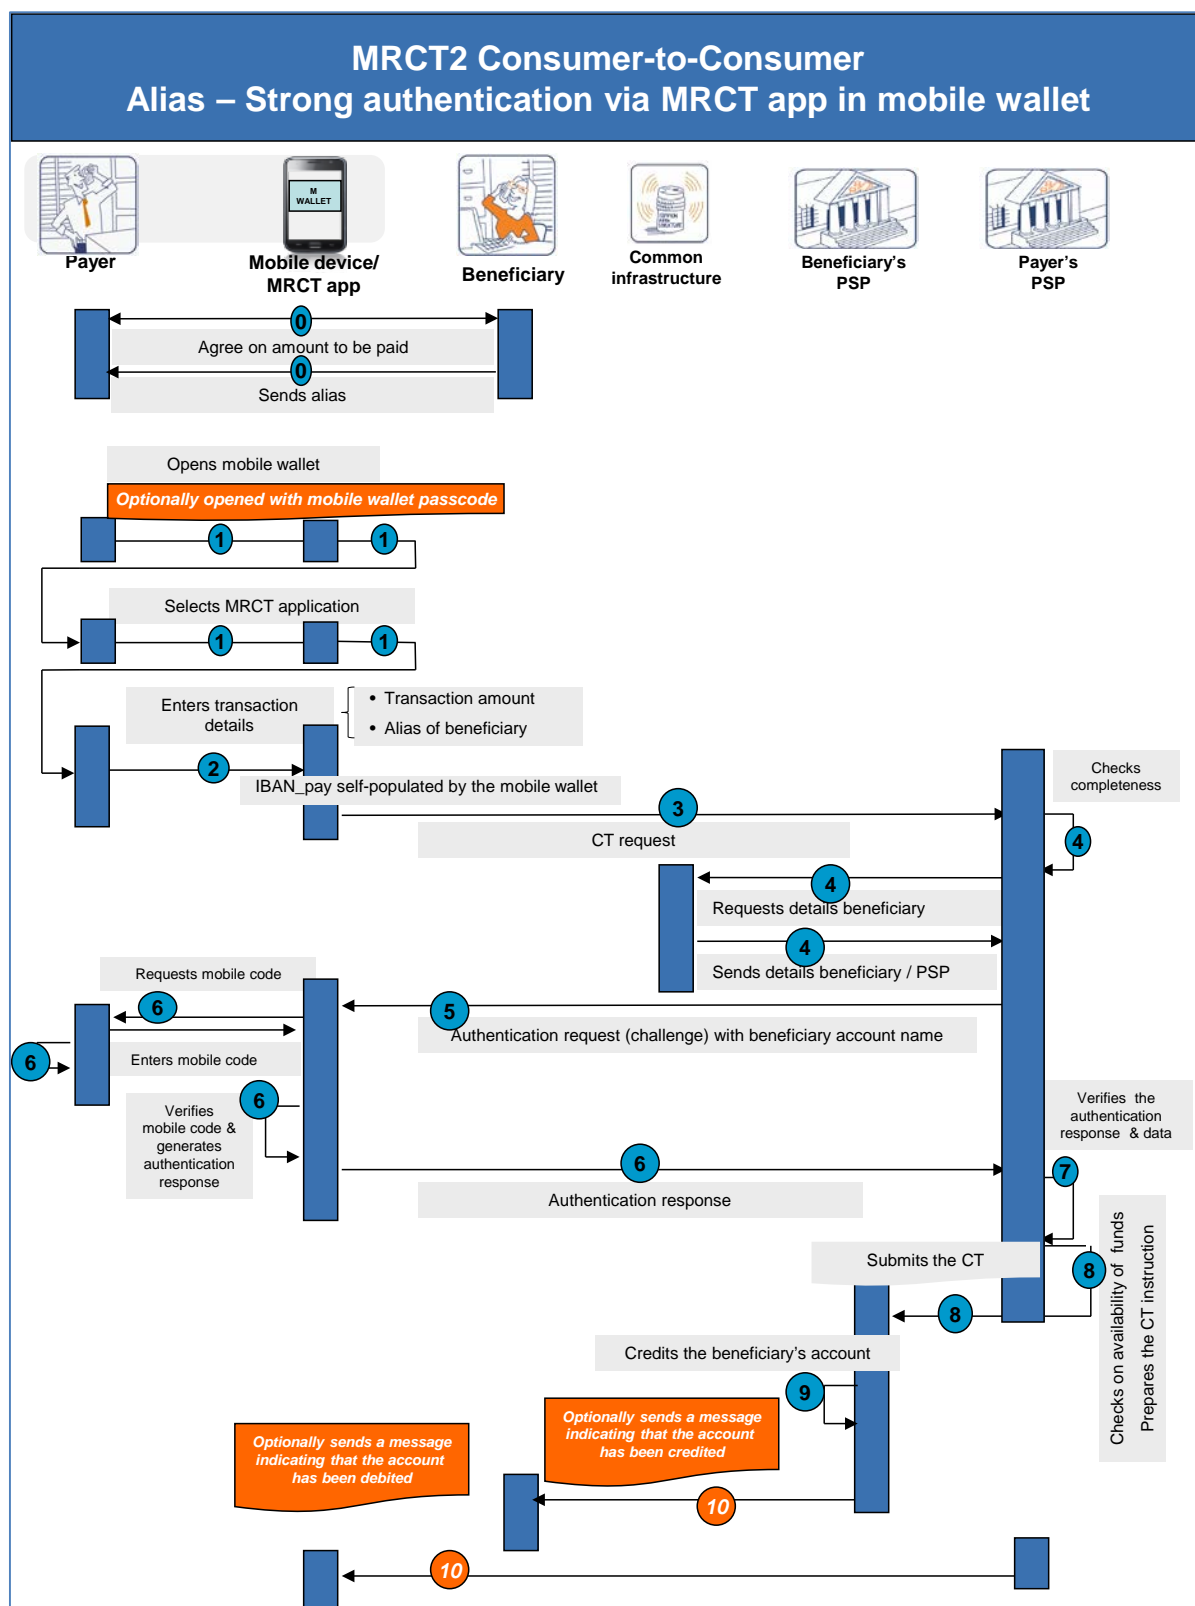 MRCT2 Consumer-to-Consumer
Alias – Strong authentication via MRCT app in mobile wallet
M
WALLET
Payer
Mobile device/
MRCT app
Beneficiary
Common
infrastructure
Beneficiary's
PSP
Payer's
PSP
0
Agree on amount to be paid
0
Sends alias
Opens mobile wallet
Optionally opened with mobile wallet passcode
1
1
Selects MRCT application
1
1
Enters transaction
details
• Transaction amount
• Alias of beneficiary
2
IBAN_pay self-populated by the mobile wallet
3
CT request
Checks
completeness
4
4
Requests details beneficiary
4
Sends details beneficiary / PSP
Requests mobile code
6
5
Authentication request (challenge) with beneficiary account name
6
Enters mobile code
6
Verifies
mobile code &
generates
authentication
response
6
Authentication response
Verifies the
authentication
response & data
7
Submits the CT
8
8
Checks on availability of funds
Prepares the CT instruction
Credits the beneficiary's account
9
Optionally sends a message
indicating that the account
has been credited
Optionally sends a message
indicating that the account
has been debited
10
10